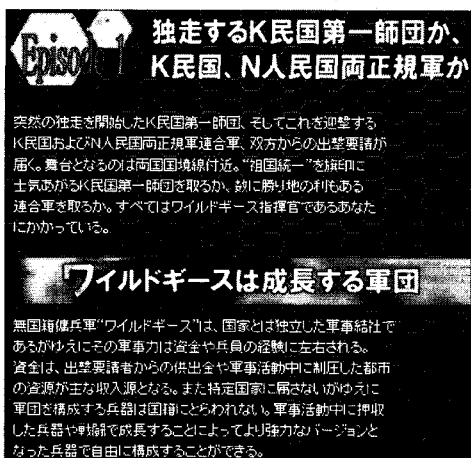 Episode 1
独走するK民国第一師団か、
K民国、N人民国両正規軍か
突然の独走を開始したK民国第一師団、そしてこれを迎撃する
K民国およびN人民国両正規軍連合軍、双方からの出撃要請が
届く。舞台となるのは両国国境線付近。“祖国統一”を旗印に
士気あがるK民国第一師団を取るか、数に勝り地の利もある
連合軍を取るか。すべてはワイルドギース指揮官であるあなた
にかかっている。
ワイルドギースは成長する軍団
無国籍傭兵軍“ワイルドギース”は、国家とは独立した軍事結社で
あるがゆえにその軍事力は資金や兵員の経験に左右される。
資金は、出撃要請者からの供出金や軍事活動中に制圧した都市
の資源が主な収入源となる。また特定国家に属さないがゆえに
軍団を構成する兵器は国籍にとらわれない。軍事活動中に押収
した兵器や戦闘で成長することによってより強力なバージョンと
なった兵器で自由に構成することができる。